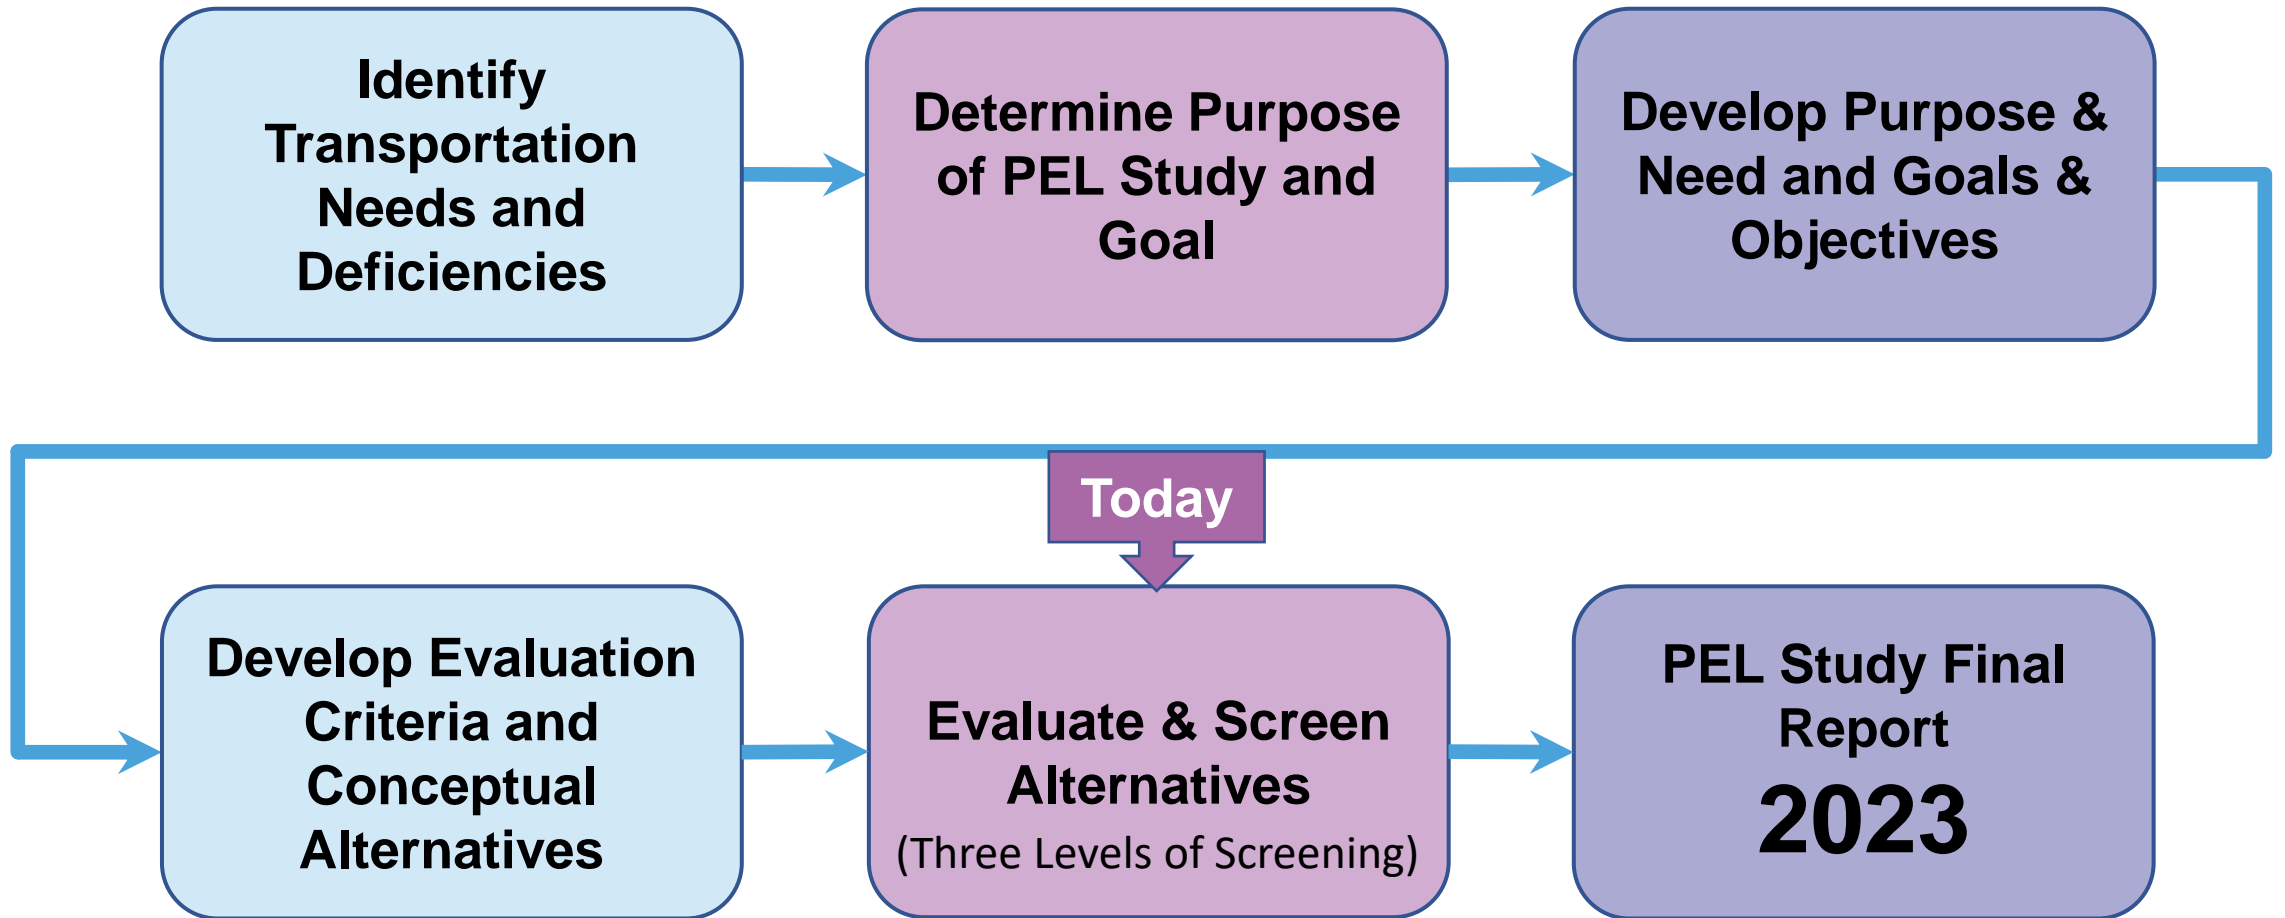 Identify
Transportation
Needs and
Deficiencies
Determine Purpose
of PEL Study and
Goal
Develop Purpose &
Need and Goals &
Objectives
Today
Develop Evaluation
Criteria and
Conceptual
Alternatives
Evaluate & Screen
Alternatives
(Three Levels of Screening)
PEL Study Final
Report
2023